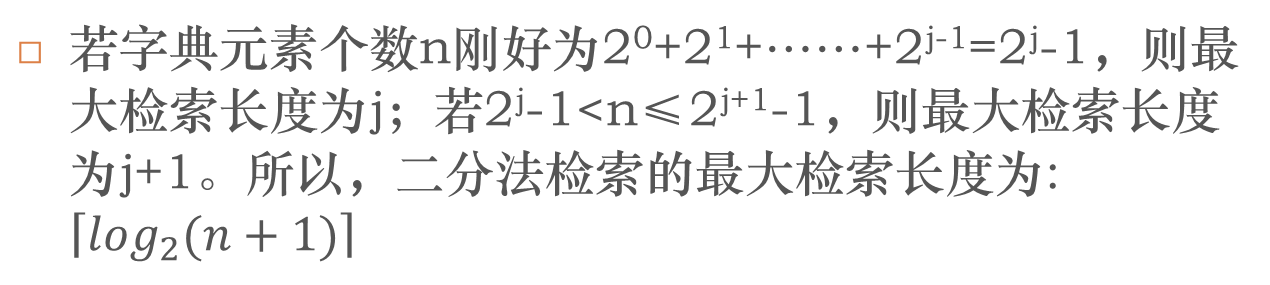 若字典元素个数n刚好为2⁰+2¹+……+2ʲ⁻¹=2ʲ-1，则最
大检索长度为j；若2ʲ-1<n≤2ʲ⁺¹-1，则最大检索长度
为j+1。所以，二分法检索的最大检索长度为:
⌈log₂(n + 1)⌉